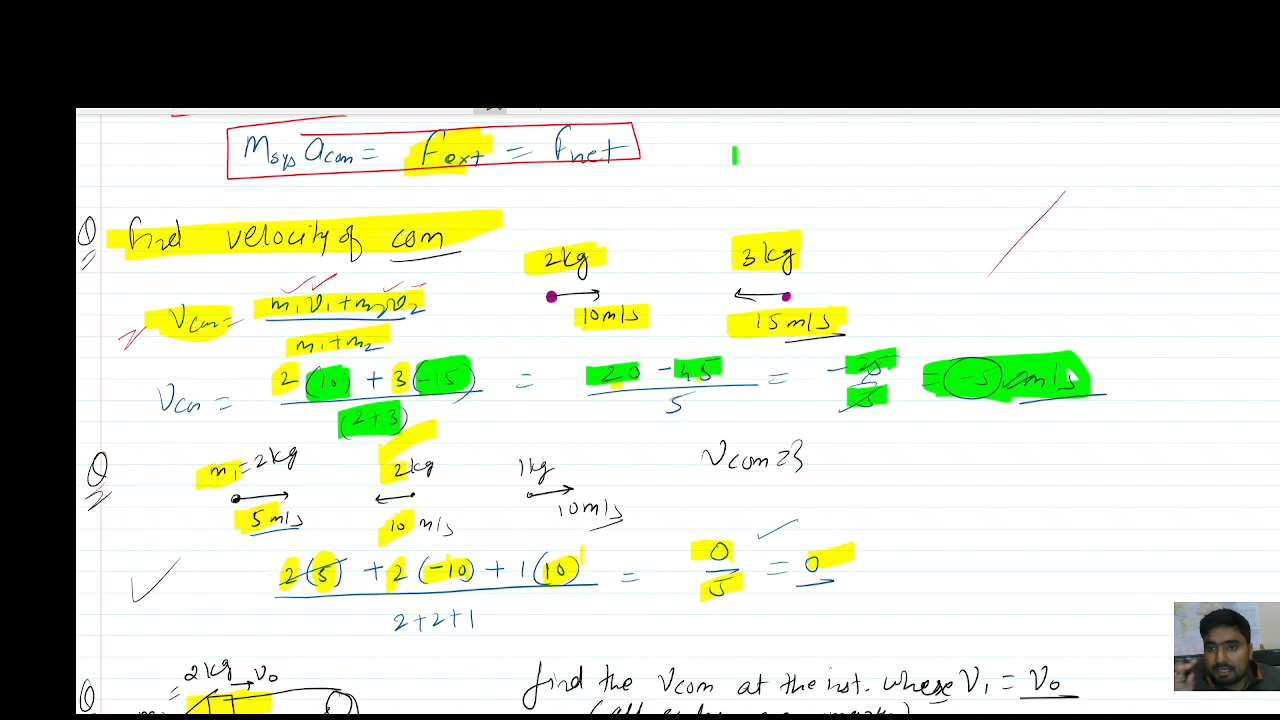 Msys acom = Fext = Fnet
Q find velocity of com
2kg 3kg
10m/s 15m/s
Vcom = m1v1+m2v2 / m1+m2
Vcom = 2(10) + 3(-15) / (2+3) = 20-45 / 5 = -25 / 5 = -5 m/s
Q m1=2kg 2kg 1kg Vcom=?
5m/s 10 m/s 10m/s
2(5) + 2(-10) + 1(10) / 2+2+1 = 0 / 5 = 0
Q 2kg → v0 find the Vcom at the inst. where V1 = V0